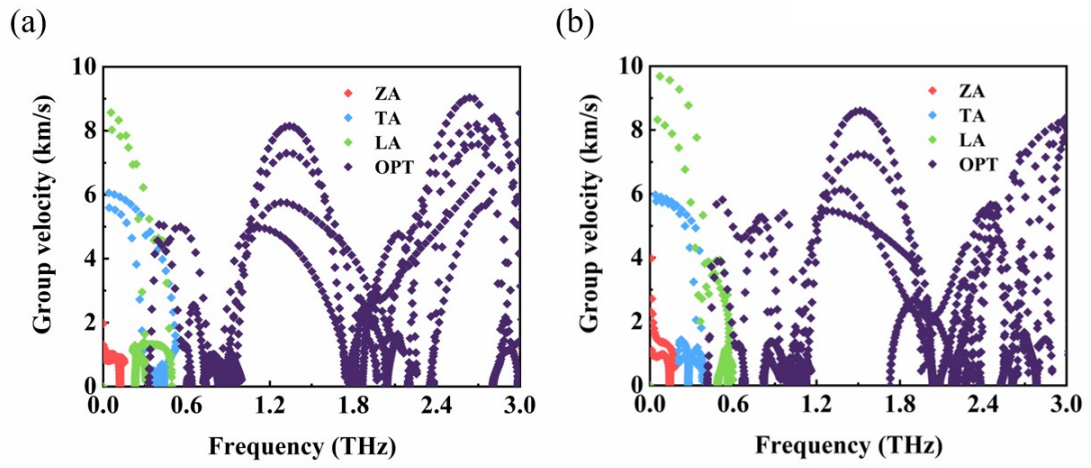 (a)
Group velocity (km/s)
10
8
6
4
2
0
ZA
TA
LA
OPT
0.0 0.6 1.2 1.8 2.4 3.0
Frequency (THz)
(b)
Group velocity (km/s)
10
8
6
4
2
0
ZA
TA
LA
OPT
0.0 0.6 1.2 1.8 2.4 3.0
Frequency (THz)